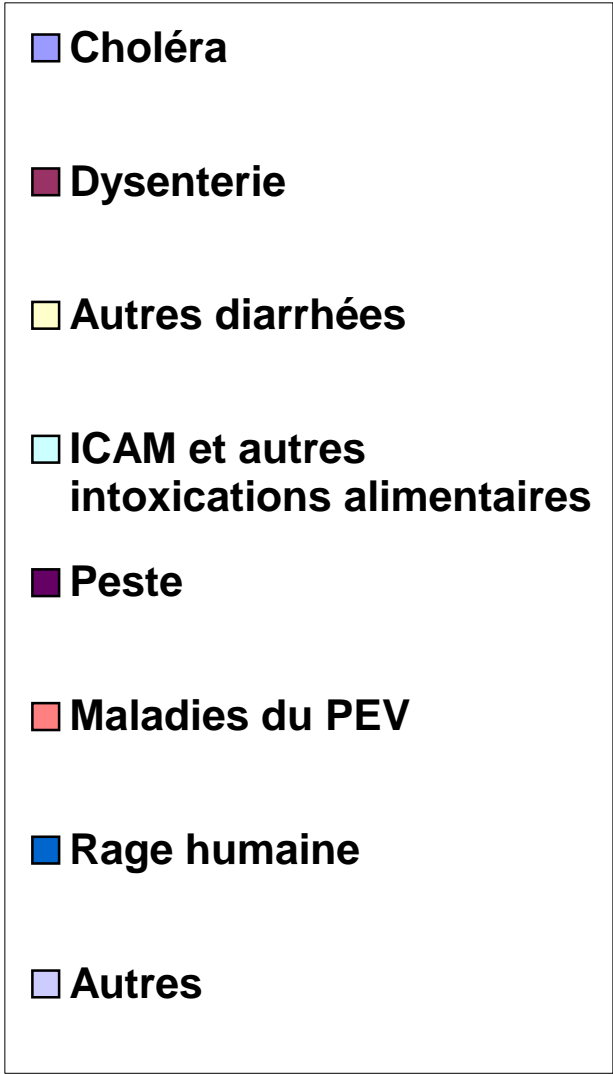 Choléra
Dysenterie
Autres diarrhées
ICAM et autres
intoxications alimentaires
Peste
Maladies du PEV
Rage humaine
Autres